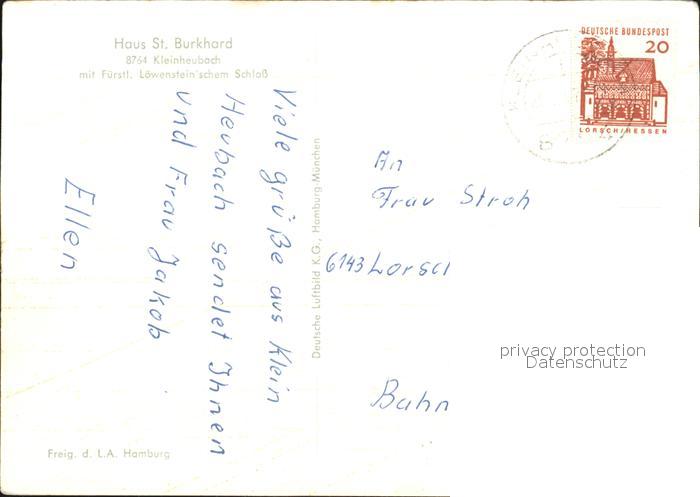 Haus St. Burkhard
8764 Kleinheubach
mit Fürstl. Löwenstein'schem Schloß
Viele grüße aus Klein
Heubach sendet Ihnen
und Frau Jakob
Ellen
Freig. d. L.A. Hamburg
Deutsche Luftbild K.G., Hamburg-München
DEUTSCHE BUNDESPOST
20
LORSCH/HESSEN
An
Frau Stroh
6143 Lorsc
Bahn
privacy protection
Datenschutz